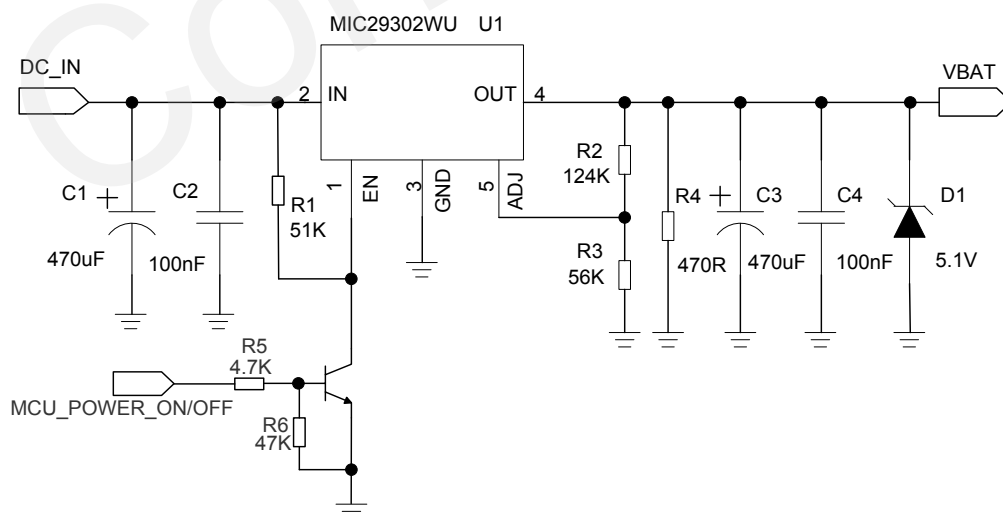 MIC29302WU U1
DC_IN
VBAT
2 IN
OUT 4
1
EN
3
GND
5
ADJ
R2
124K
C1
+
470uF
C2
100nF
R1
51K
R4
470R
+
C3
470uF
C4
100nF
D1
5.1V
R3
56K
R5
4.7K
MCU_POWER_ON/OFF
R6
47K